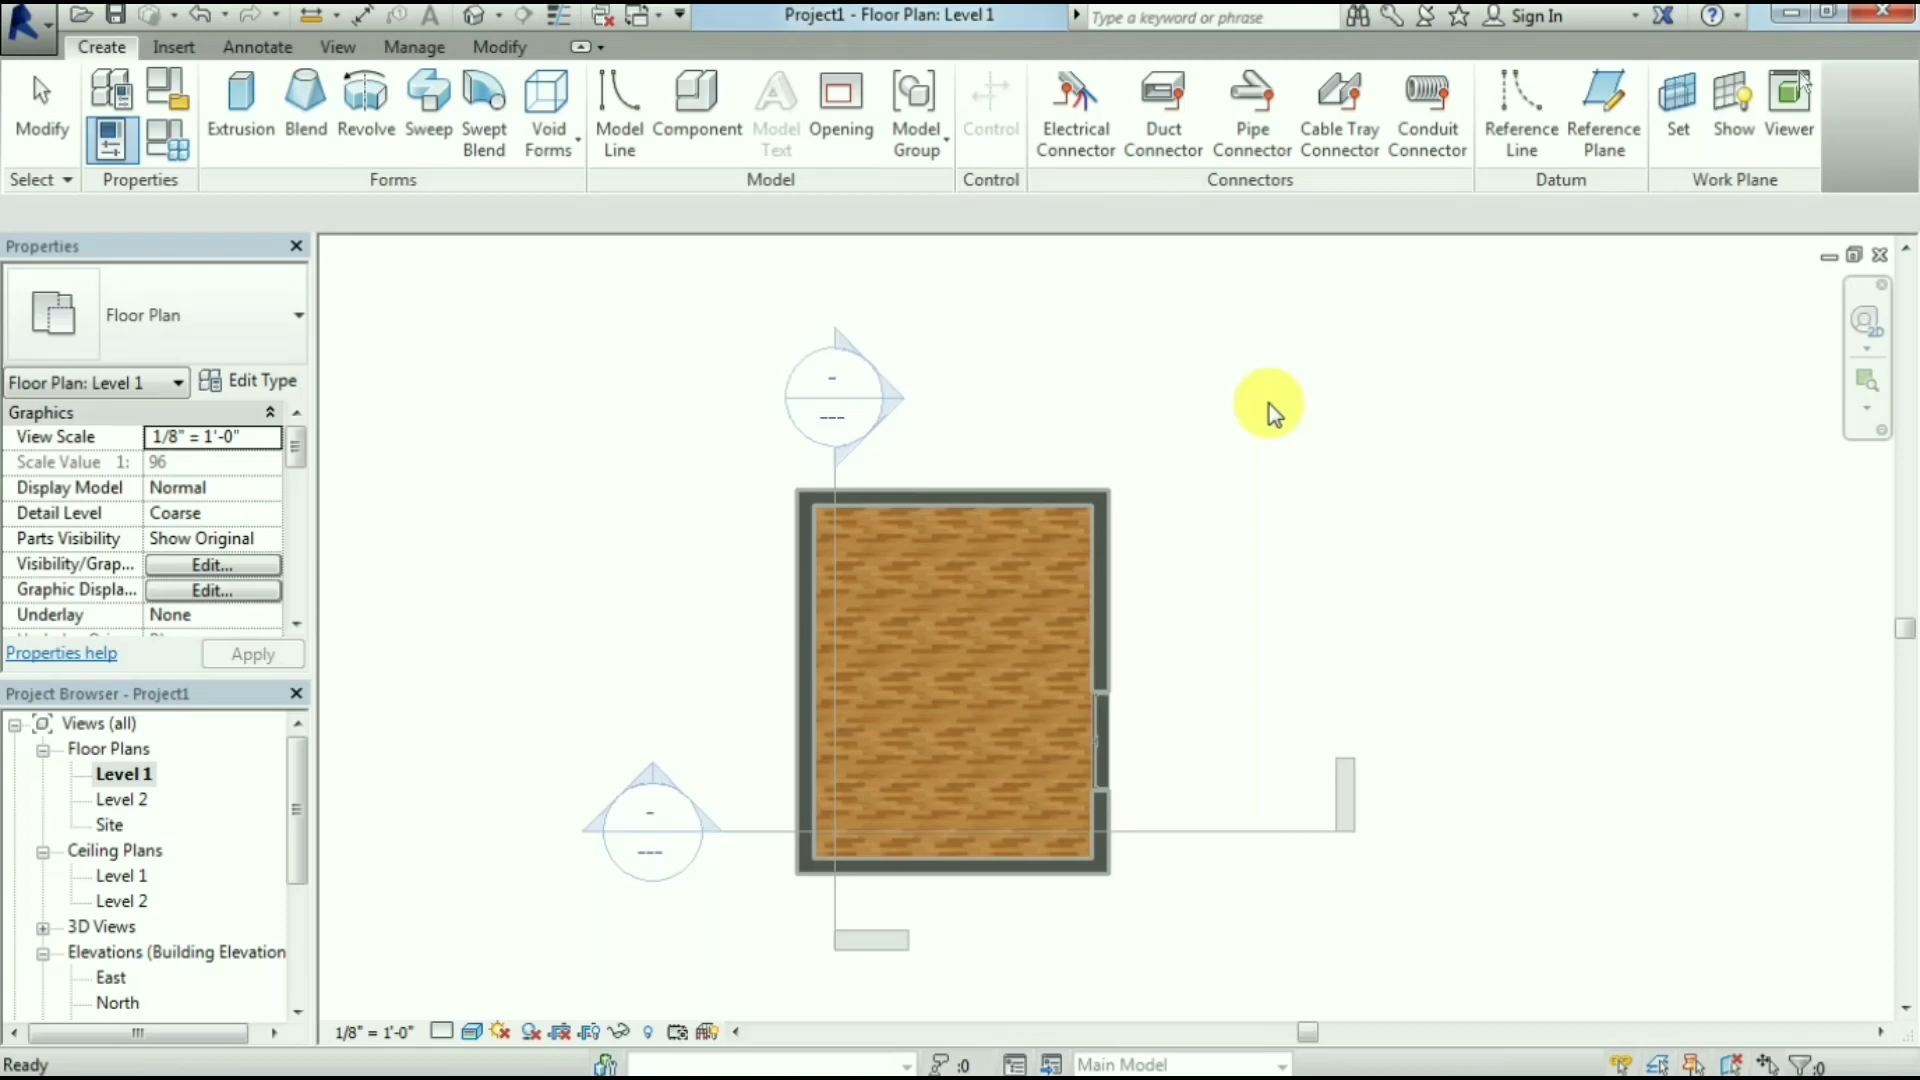 Project1 - Floor Plan: Level 1
Type a keyword or phrase
Sign In
Create Insert Annotate View Manage Modify
Modify
Extrusion
Blend
Revolve
Sweep
Swept Blend
Void Forms
Model Line
Component
Model Text
Opening
Model Group
Control
Electrical Connector
Duct Connector
Pipe Connector
Cable Tray Connector
Conduit Connector
Reference Line
Reference Plane
Set
Show
Viewer
Select
Properties
Forms
Model
Control
Connectors
Datum
Work Plane
Properties
Floor Plan
Floor Plan: Level 1
Edit Type
Graphics
View Scale 1/8" = 1'-0"
Scale Value 1: 96
Display Model Normal
Detail Level Coarse
Parts Visibility Show Original
Visibility/Grap... Edit...
Graphic Displa... Edit...
Underlay None
Properties help
Apply
2D
Project Browser - Project1
Views (all)
Floor Plans
Level 1
Level 2
Site
Ceiling Plans
Level 1
Level 2
3D Views
Elevations (Building Elevation
East
North
1/8" = 1'-0"
Ready
:0
Main Model
:0